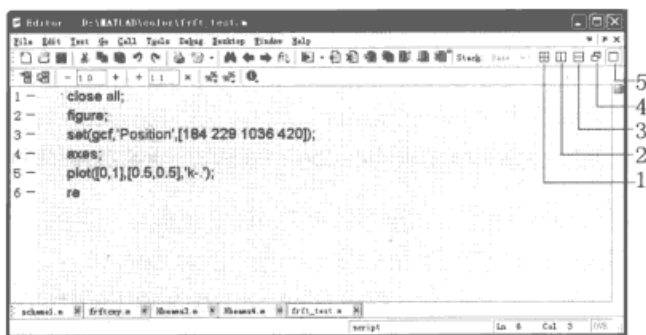 Editor D:\MATLAB\color\frft_test.m
File Edit Text Go Cell Tools Debug Desktop Window Help
Stack: Base
1.0 1.1
1 close all;
2 figure;
3 set(gcf,'Position',[184 229 1036 420]);
4 axes;
5 plot([0,1],[0.5,0.5],'k-.');
6 re
5
4
3
2
1
frft_test.m
script Ln 6 Col 3 OVR